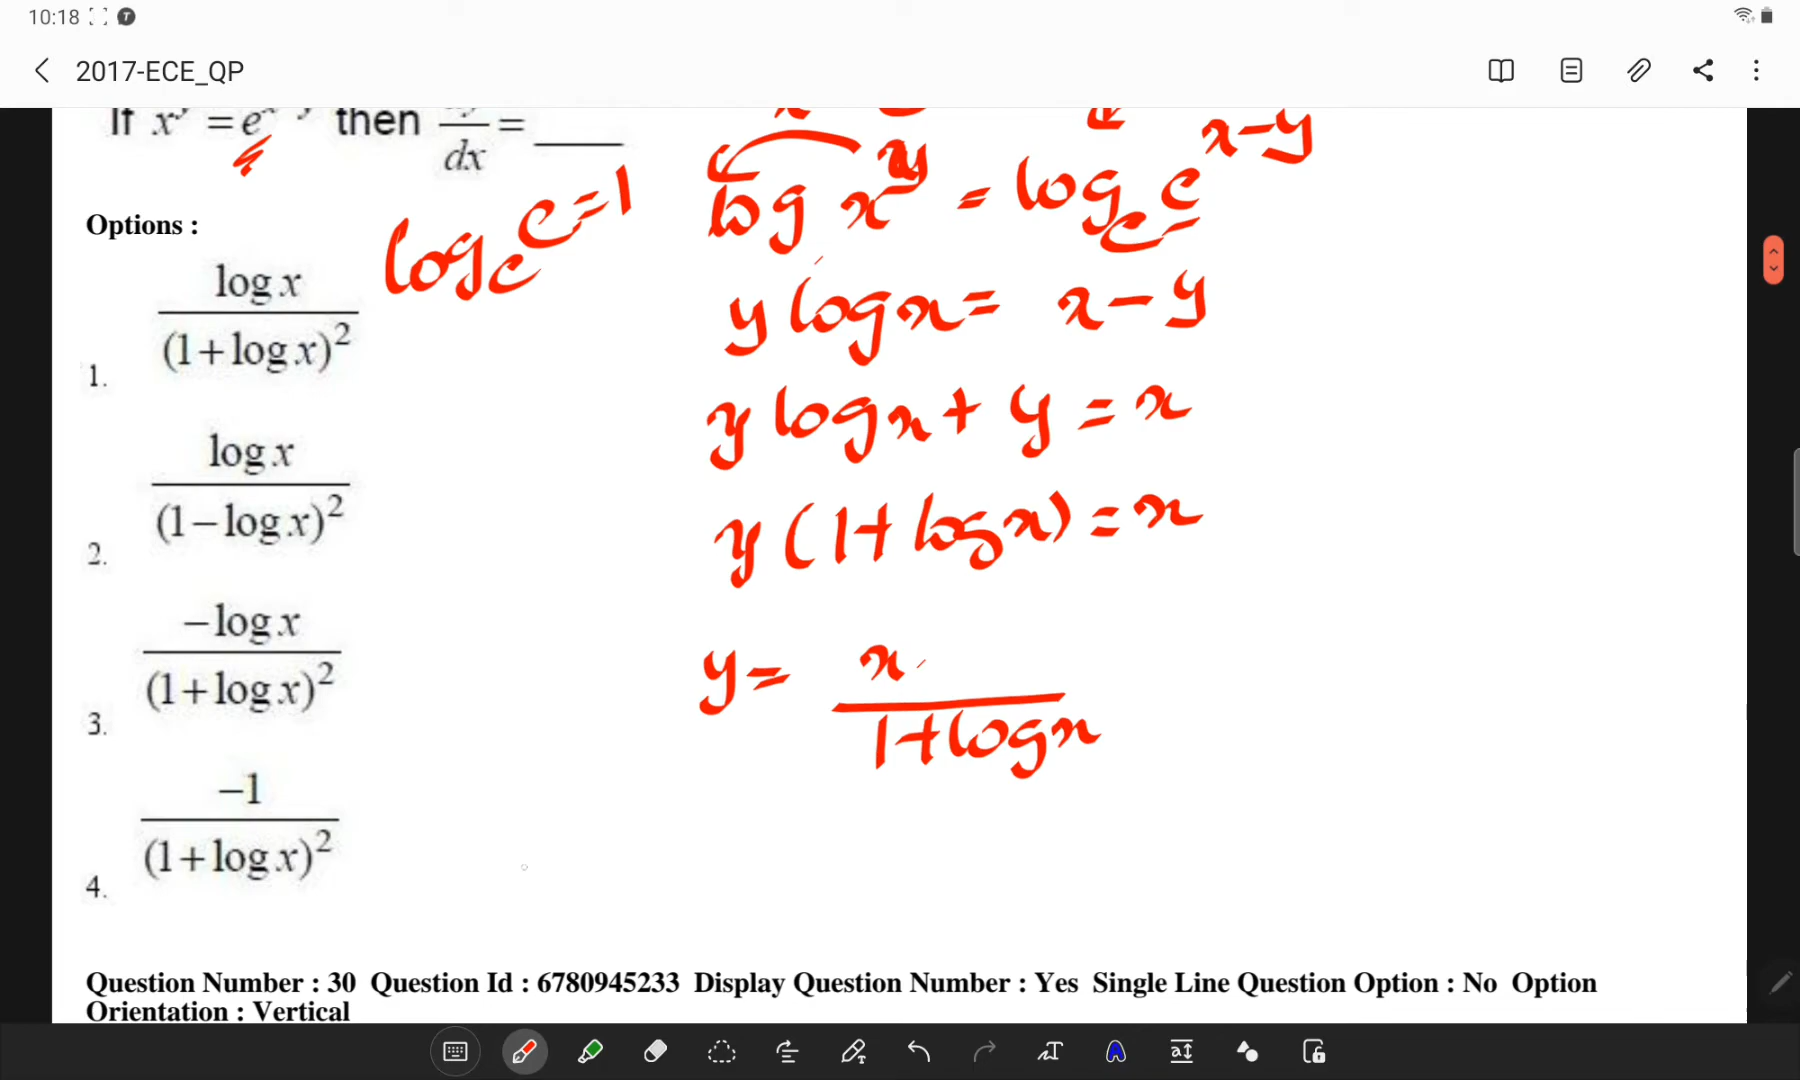 10:18
2017-ECE_QP
If x^y = e^{x-y} then dy/dx = ____
log x^y = log_e e^{x-y}
log_e e = 1
Options :
y log x = x - y
1. log x / (1 + log x)^2
y log x + y = x
2. log x / (1 - log x)^2
y (1 + log x) = x
3. -log x / (1 + log x)^2
y = x / 1 + log x
4. -1 / (1 + log x)^2
Question Number : 30 Question Id : 6780945233 Display Question Number : Yes Single Line Question Option : No Option
Orientation : Vertical